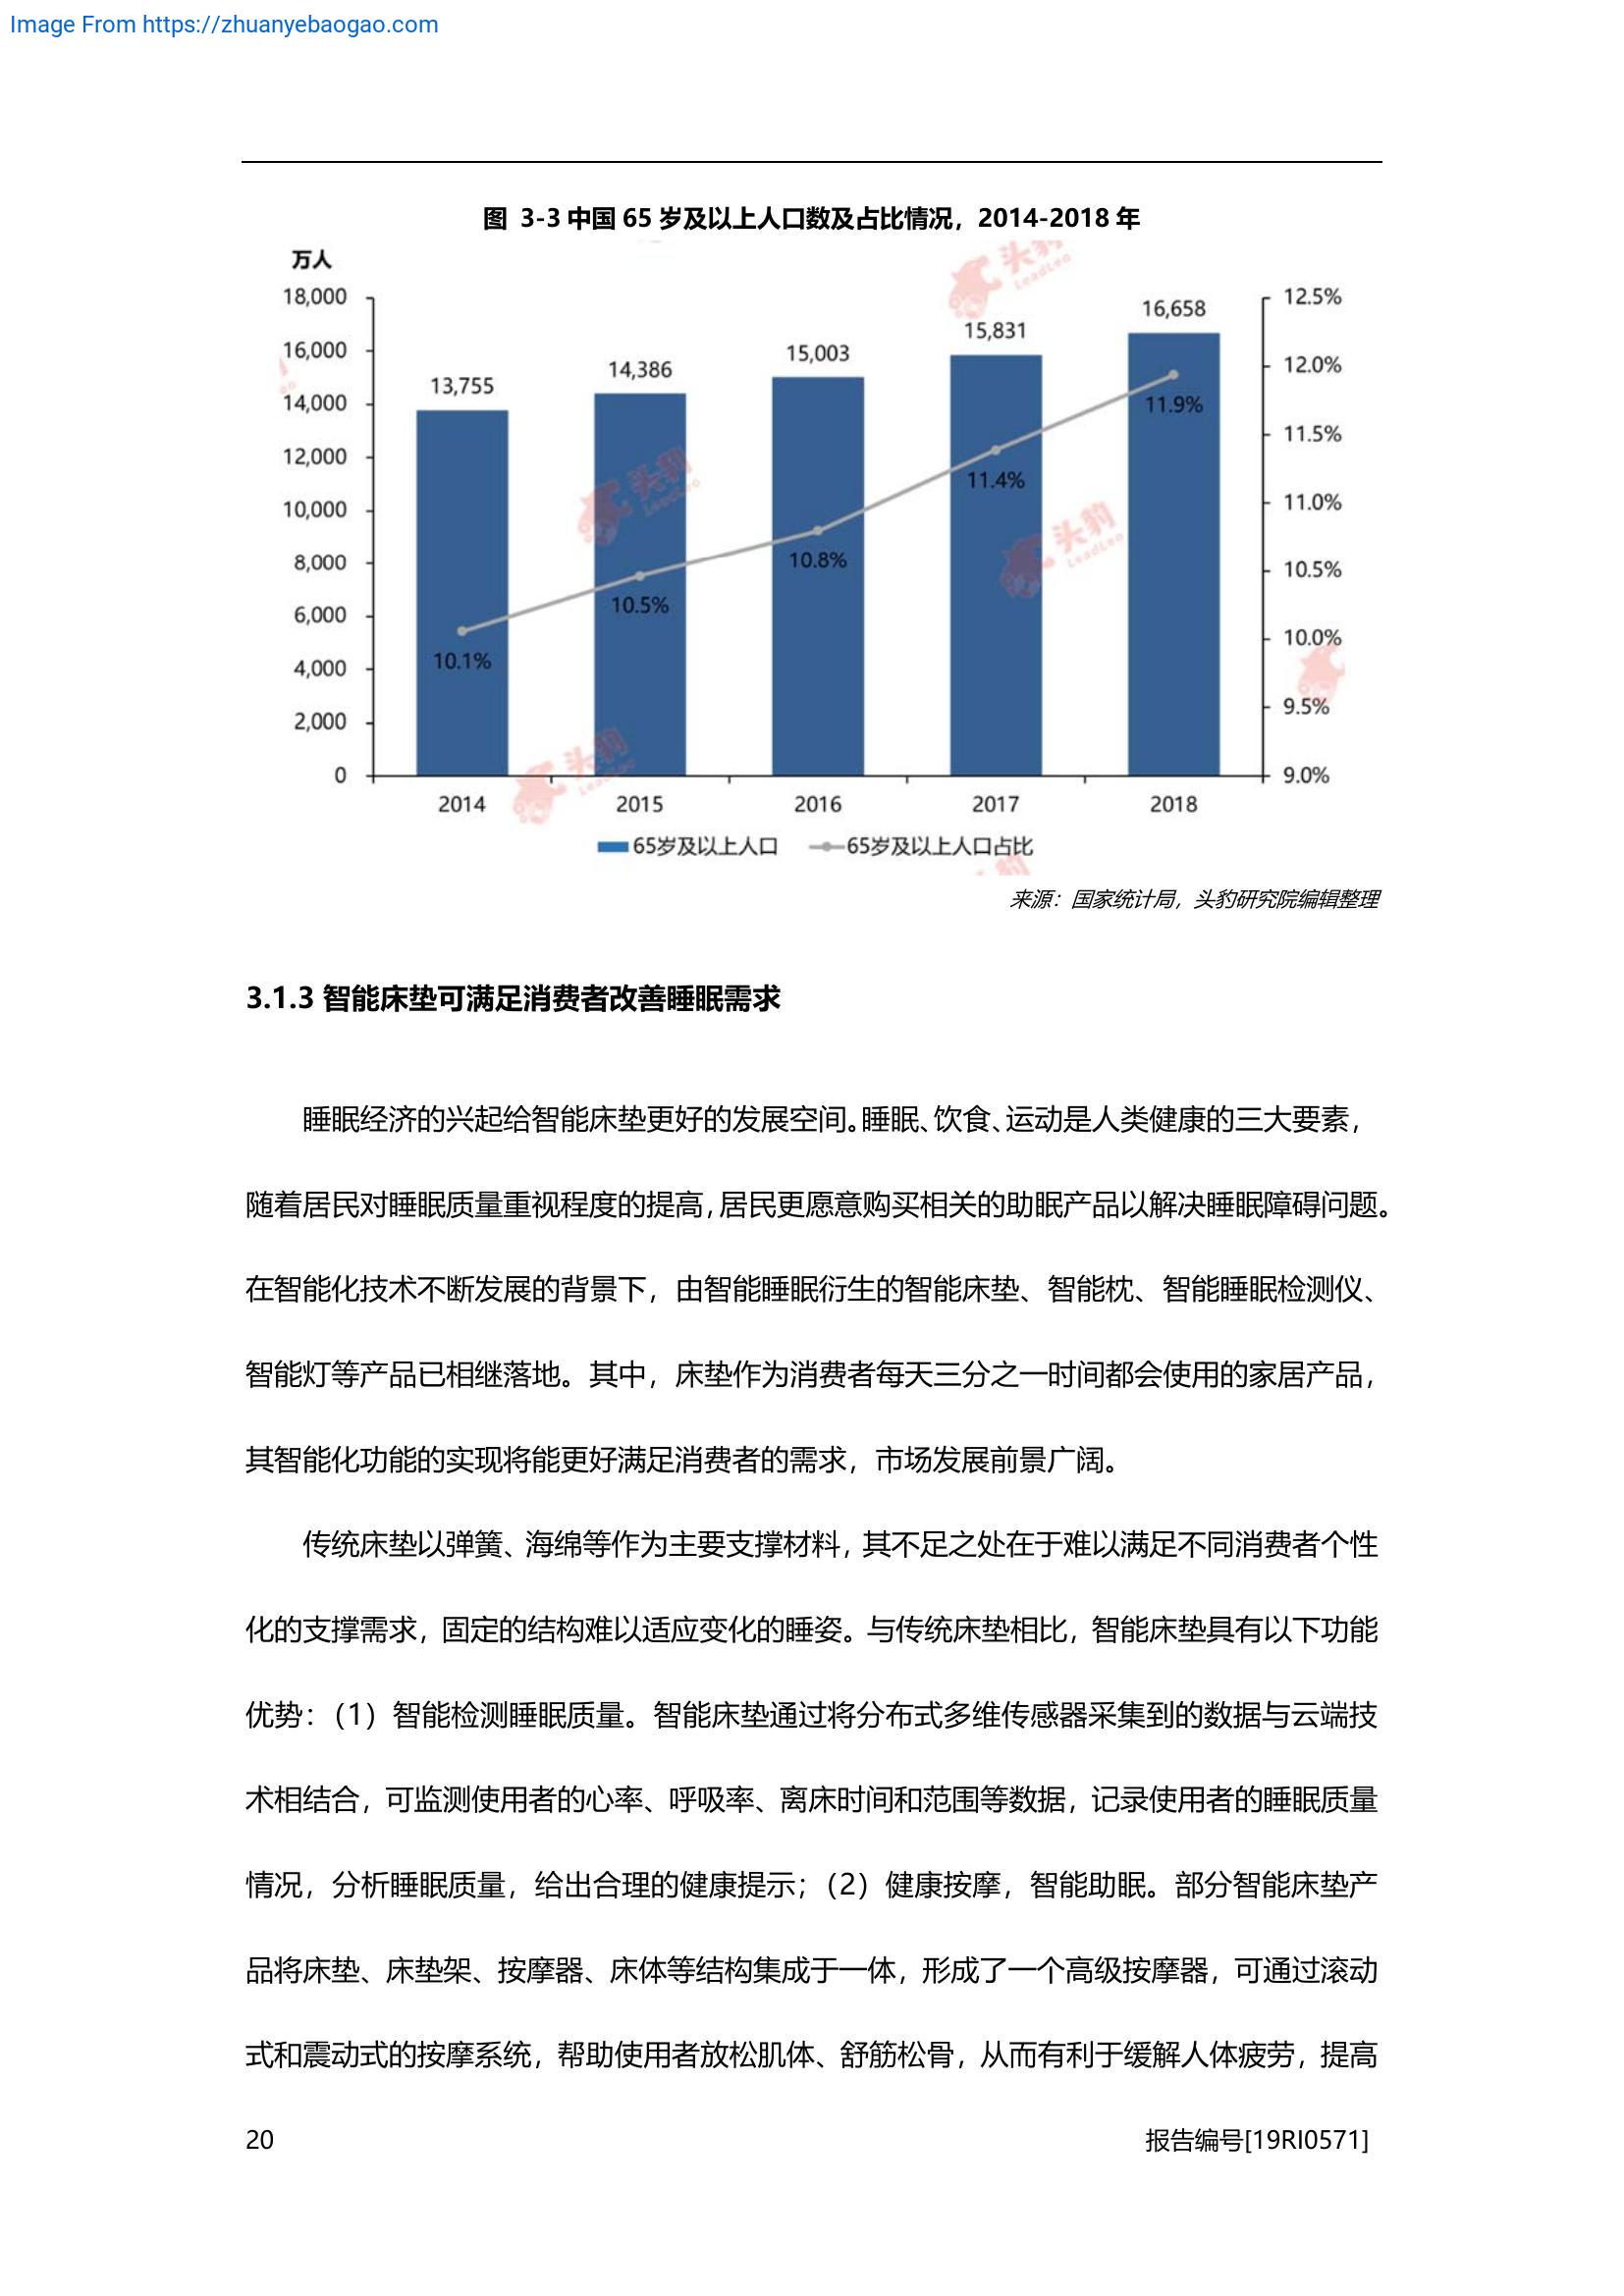 Image From https://zhuanyebaogao.com
图 3-3 中国 65 岁及以上人口数及占比情况，2014-2018 年
万人
18,000
16,000
14,000
12,000
10,000
8,000
6,000
4,000
2,000
0
12.5%
12.0%
11.5%
11.0%
10.5%
10.0%
9.5%
9.0%
13,755
14,386
15,003
15,831
16,658
10.1%
10.5%
10.8%
11.4%
11.9%
2014
2015
2016
2017
2018
65岁及以上人口
65岁及以上人口占比
头豹
LeadLeo
头豹
LeadLeo
头豹
LeadLeo
头豹
LeadLeo
来源：国家统计局，头豹研究院编辑整理
3.1.3 智能床垫可满足消费者改善睡眠需求
睡眠经济的兴起给智能床垫更好的发展空间。睡眠、饮食、运动是人类健康的三大要素，
随着居民对睡眠质量重视程度的提高，居民更愿意购买相关的助眠产品以解决睡眠障碍问题。
在智能化技术不断发展的背景下，由智能睡眠衍生的智能床垫、智能枕、智能睡眠检测仪、
智能灯等产品已相继落地。其中，床垫作为消费者每天三分之一时间都会使用的家居产品，
其智能化功能的实现将能更好满足消费者的需求，市场发展前景广阔。
传统床垫以弹簧、海绵等作为主要支撑材料，其不足之处在于难以满足不同消费者个性
化的支撑需求，固定的结构难以适应变化的睡姿。与传统床垫相比，智能床垫具有以下功能
优势：（1）智能检测睡眠质量。智能床垫通过将分布式多维传感器采集到的数据与云端技
术相结合，可监测使用者的心率、呼吸率、离床时间和范围等数据，记录使用者的睡眠质量
情况，分析睡眠质量，给出合理的健康提示；（2）健康按摩，智能助眠。部分智能床垫产
品将床垫、床垫架、按摩器、床体等结构集成于一体，形成了一个高级按摩器，可通过滚动
式和震动式的按摩系统，帮助使用者放松肌体、舒筋松骨，从而有利于缓解人体疲劳，提高
20
报告编号[19RI0571]